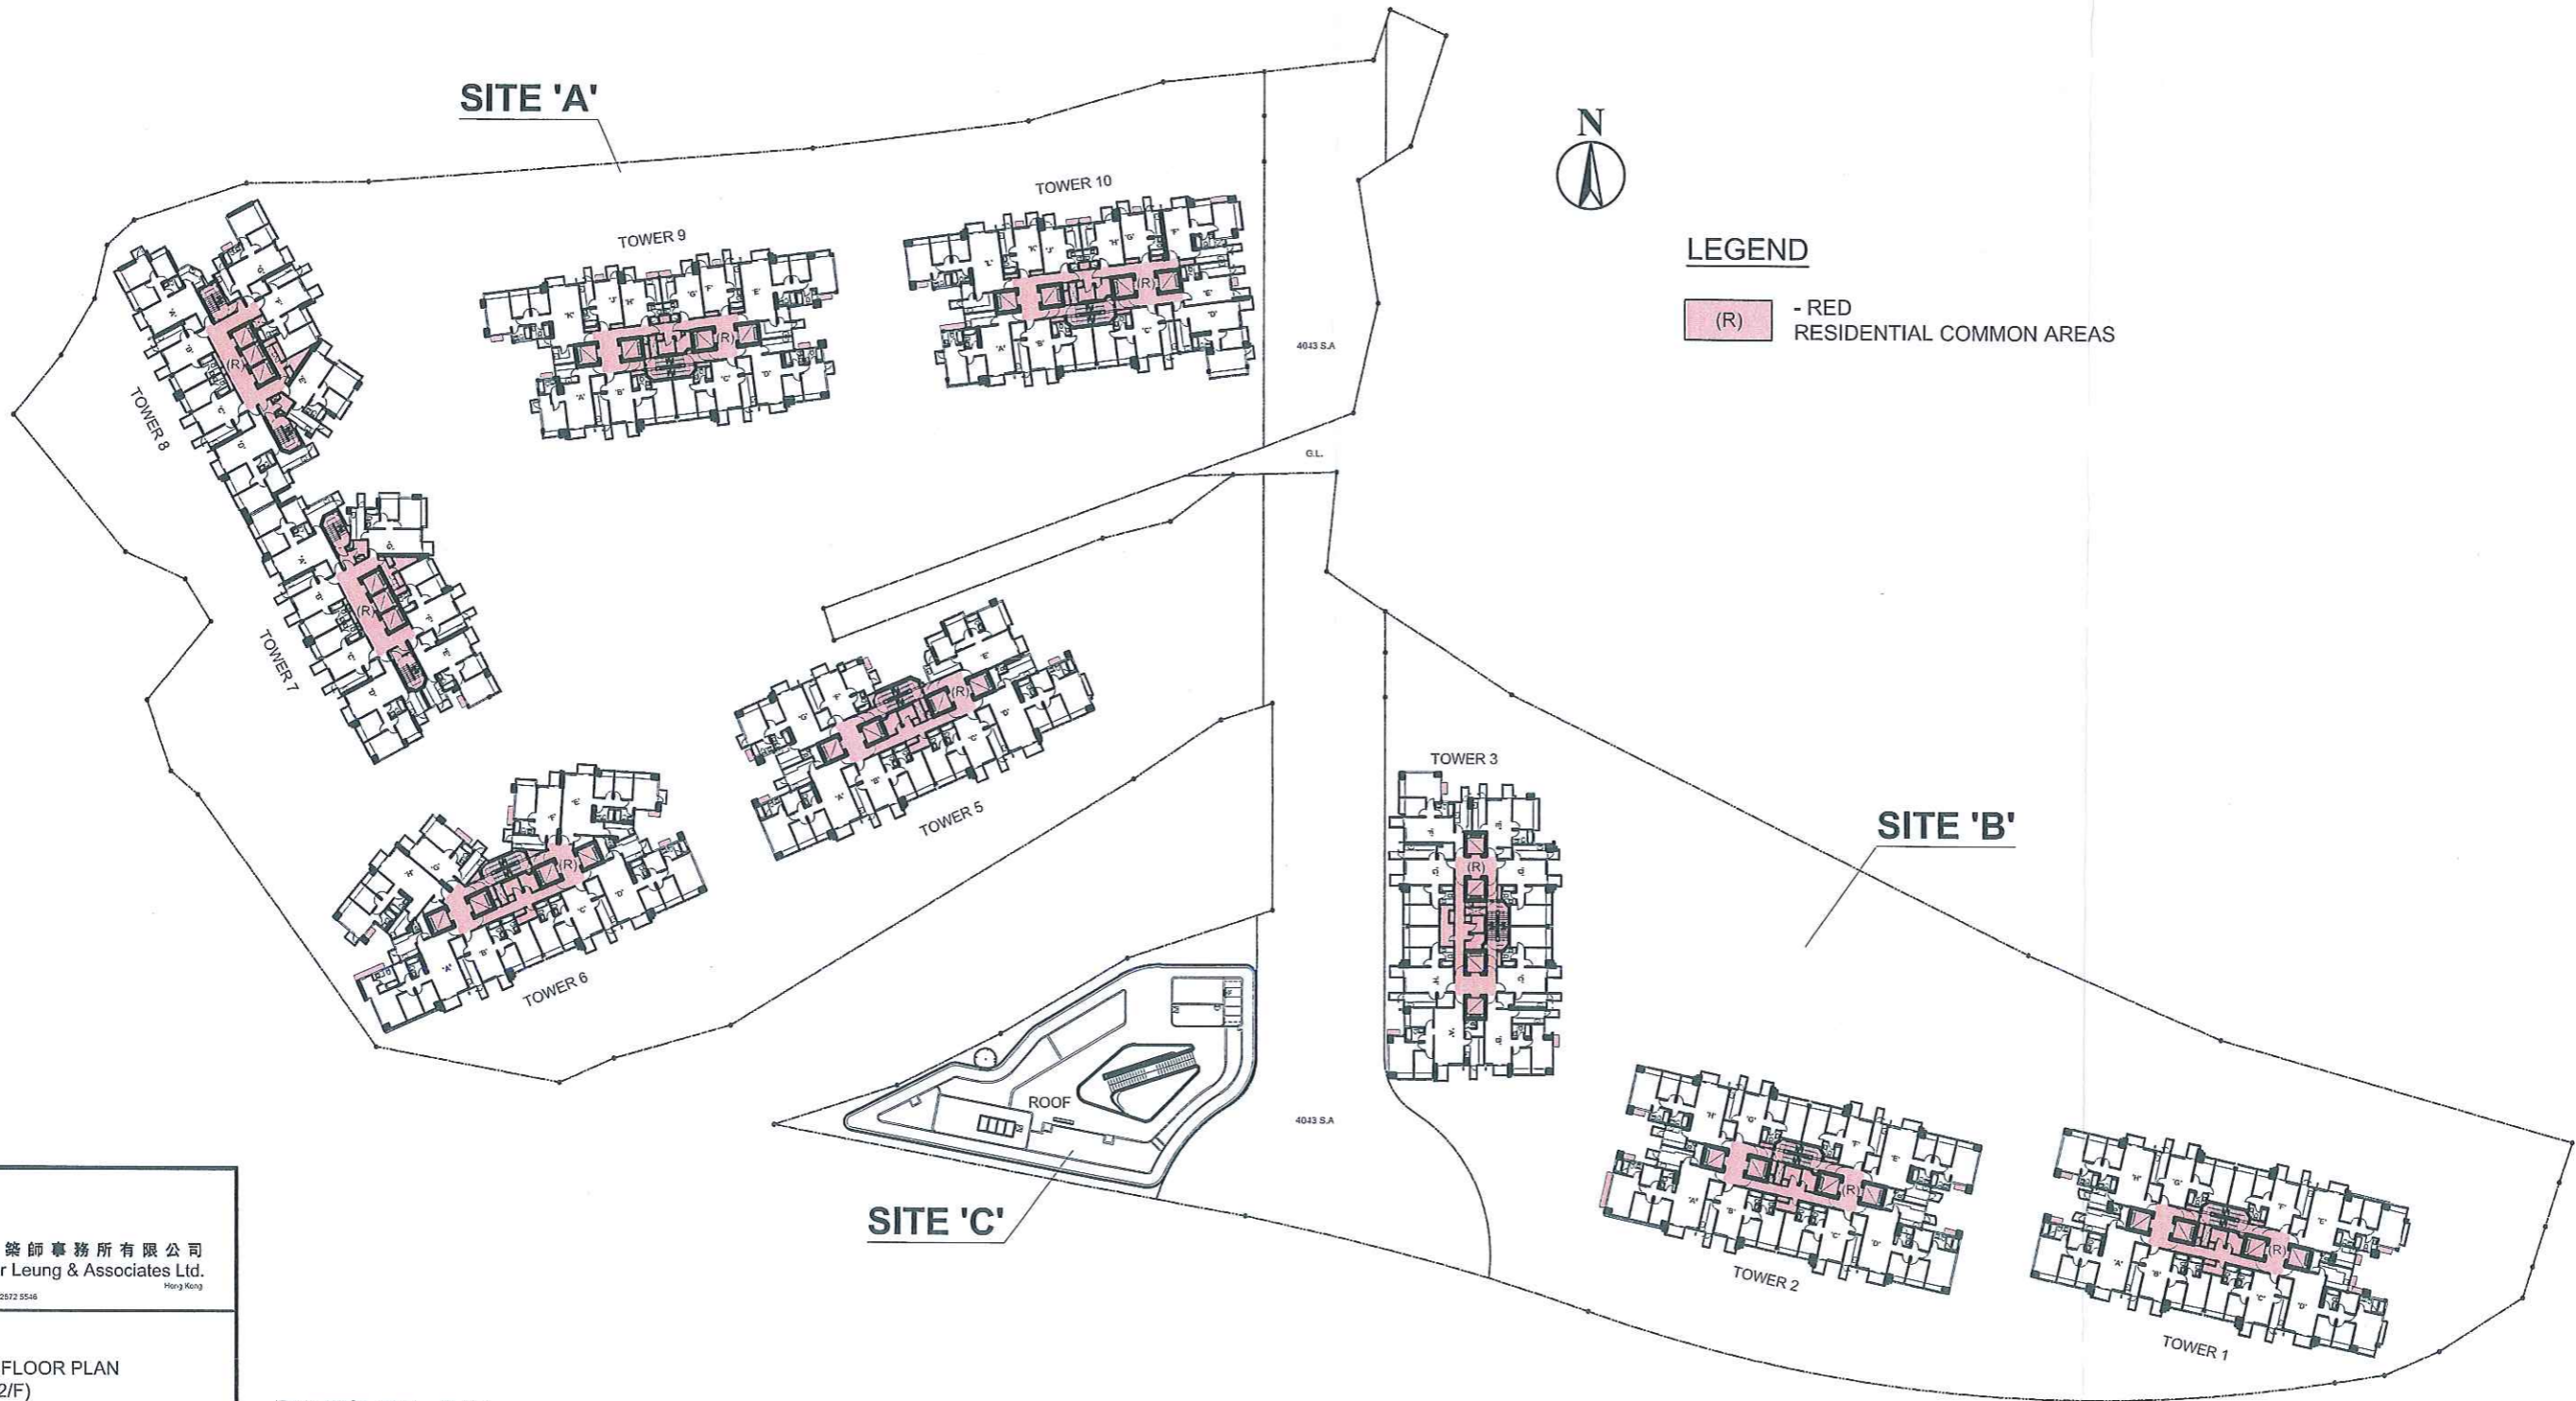 SITE 'A'
TOWER 10
N
TOWER 9
LEGEND
(R)
- RED
RESIDENTIAL COMMON AREAS
'L'
'K'
'J'
'H'
'G'
'F'
'E'
'D'
(R)
'A'
'B'
'C'
'K'
'J'
'H'
'G'
'F'
'E'
(R)
'A'
'B'
'C'
'D'
4043 S.A
(R)
TOWER 8
G.L.
(R)
TOWER 7
'E'
'F'
'G'
(R)
'D'
'C'
'B'
'A'
TOWER 5
TOWER 3
SITE 'B'
(R)
'E'
'F'
'G'
'H'
(R)
'D'
'C'
'B'
'A'
TOWER 6
ROOF
4043 S.A
SITE 'C'
'H'
'G'
'F'
'E'
(R)
'A'
'B'
'C'
'D'
TOWER 2
'H'
'G'
'F'
'E'
(R)
'A'
'B'
'C'
'D'
TOWER 1
築師事務所有限公司
r Leung & Associates Ltd.
Hong Kong
2572 5546
FLOOR PLAN
2/F)